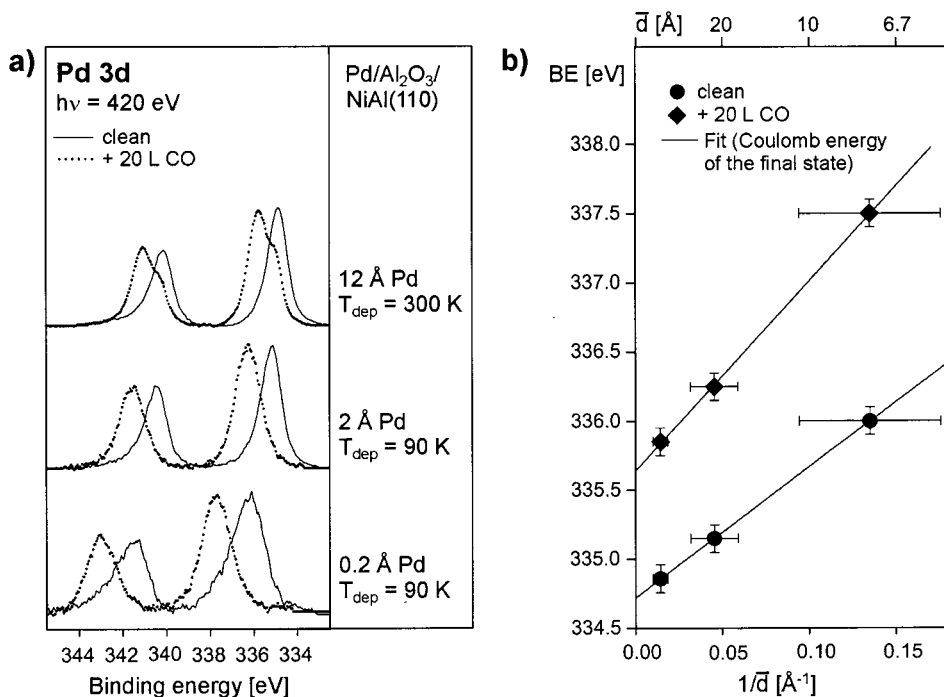 a)
Pd 3d
hν = 420 eV
clean
+ 20 L CO
Pd/Al₂O₃/
NiAl(110)
12 Å Pd
T_dep = 300 K
2 Å Pd
T_dep = 90 K
0.2 Å Pd
T_dep = 90 K
344 342 340 338 336 334
Binding energy [eV]
b)
d̄ [Å] 20 10 6.7
BE [eV]
clean
+ 20 L CO
Fit (Coulomb energy
of the final state)
338.0
337.5
337.0
336.5
336.0
335.5
335.0
334.5
0.00 0.05 0.10 0.15
1/d̄ [Å⁻¹]